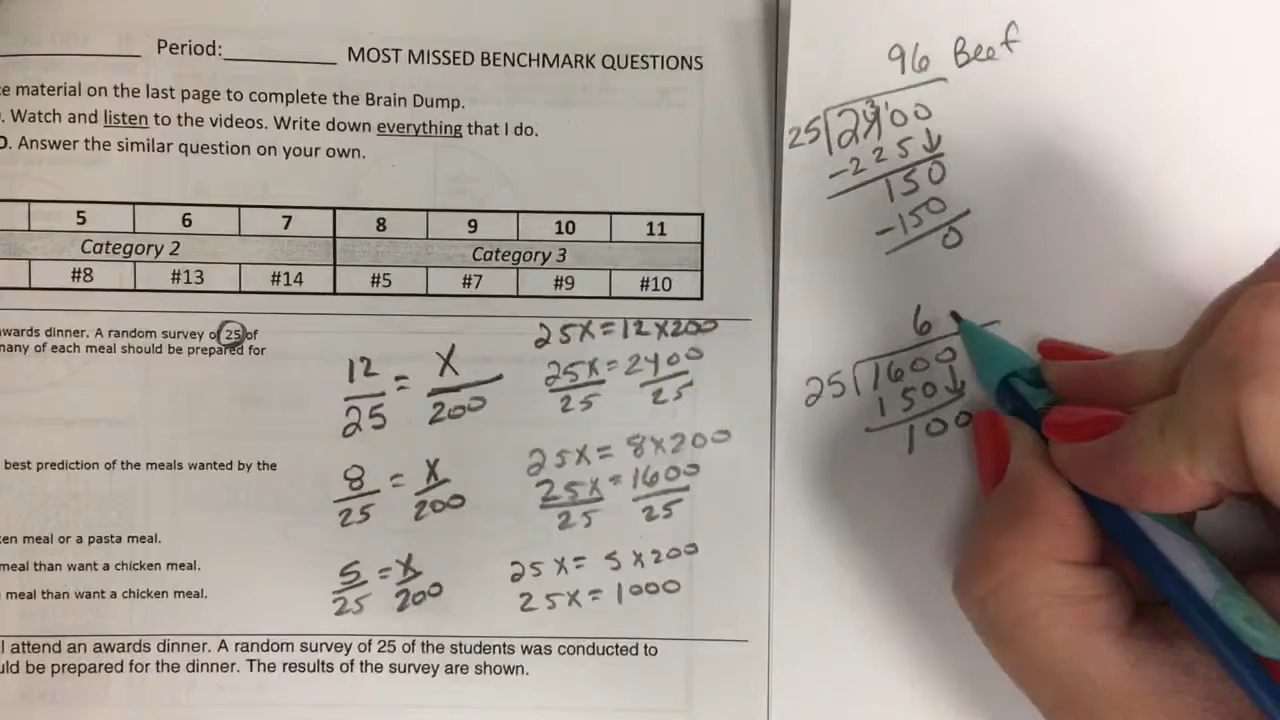 Period:
MOST MISSED BENCHMARK QUESTIONS
e material on the last page to complete the Brain Dump.
. Watch and listen to the videos. Write down everything that I do.
D. Answer the similar question on your own.
5 6 7 8 9 10 11
Category 2 Category 3
#8 #13 #14 #5 #7 #9 #10
wards dinner. A random survey of 25 of
many of each meal should be prepared for
12/25 = X/200
25X=12X200
25X/25=2400/25
best prediction of the meals wanted by the
8/25 = X/200
25X=8X200
25X/25=1600/25
ken meal or a pasta meal.
meal than want a chicken meal.
meal than want a chicken meal.
5/25=X/200
25X=5X200
25X=1000
l attend an awards dinner. A random survey of 25 of the students was conducted to
uld be prepared for the dinner. The results of the survey are shown.
96 Beef
25 2400
3 1
-225
150
-150
0
6
25 1600
150
100